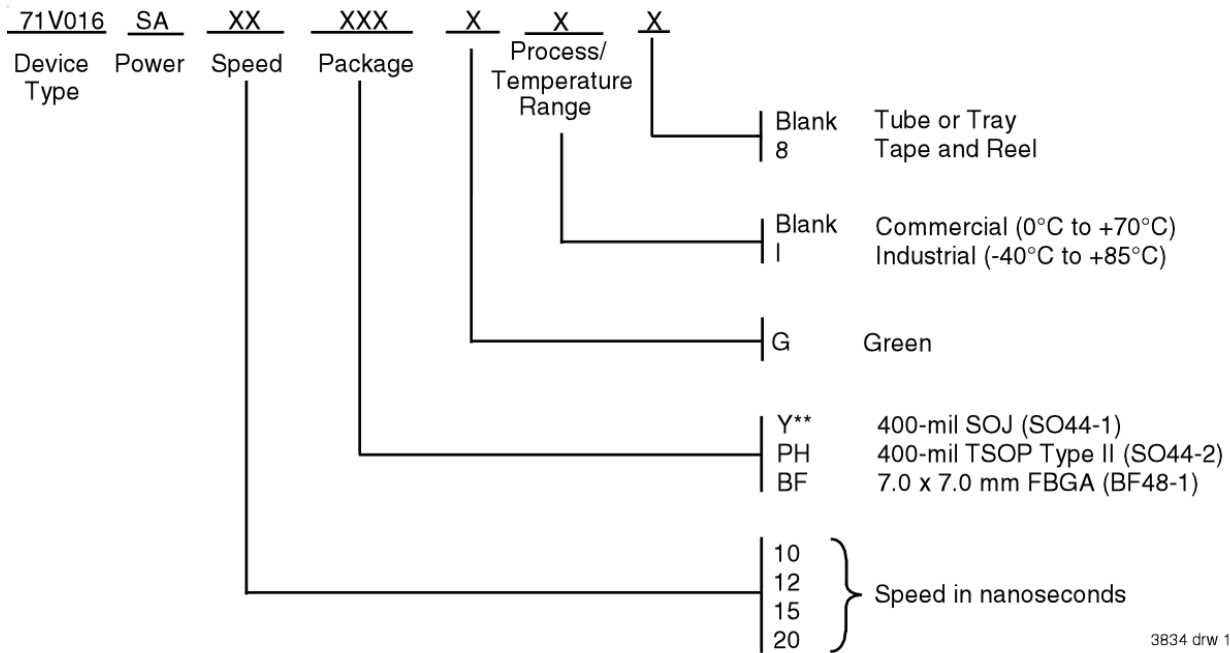 71V016 SA XX XXX X X X
Device Type
Power
Speed
Package
Process/
Temperature
Range
Blank Tube or Tray
8 Tape and Reel
Blank Commercial (0°C to +70°C)
I Industrial (-40°C to +85°C)
G Green
Y** 400-mil SOJ (SO44-1)
PH 400-mil TSOP Type II (SO44-2)
BF 7.0 x 7.0 mm FBGA (BF48-1)
10
12
15
20
Speed in nanoseconds
3834 drw 1